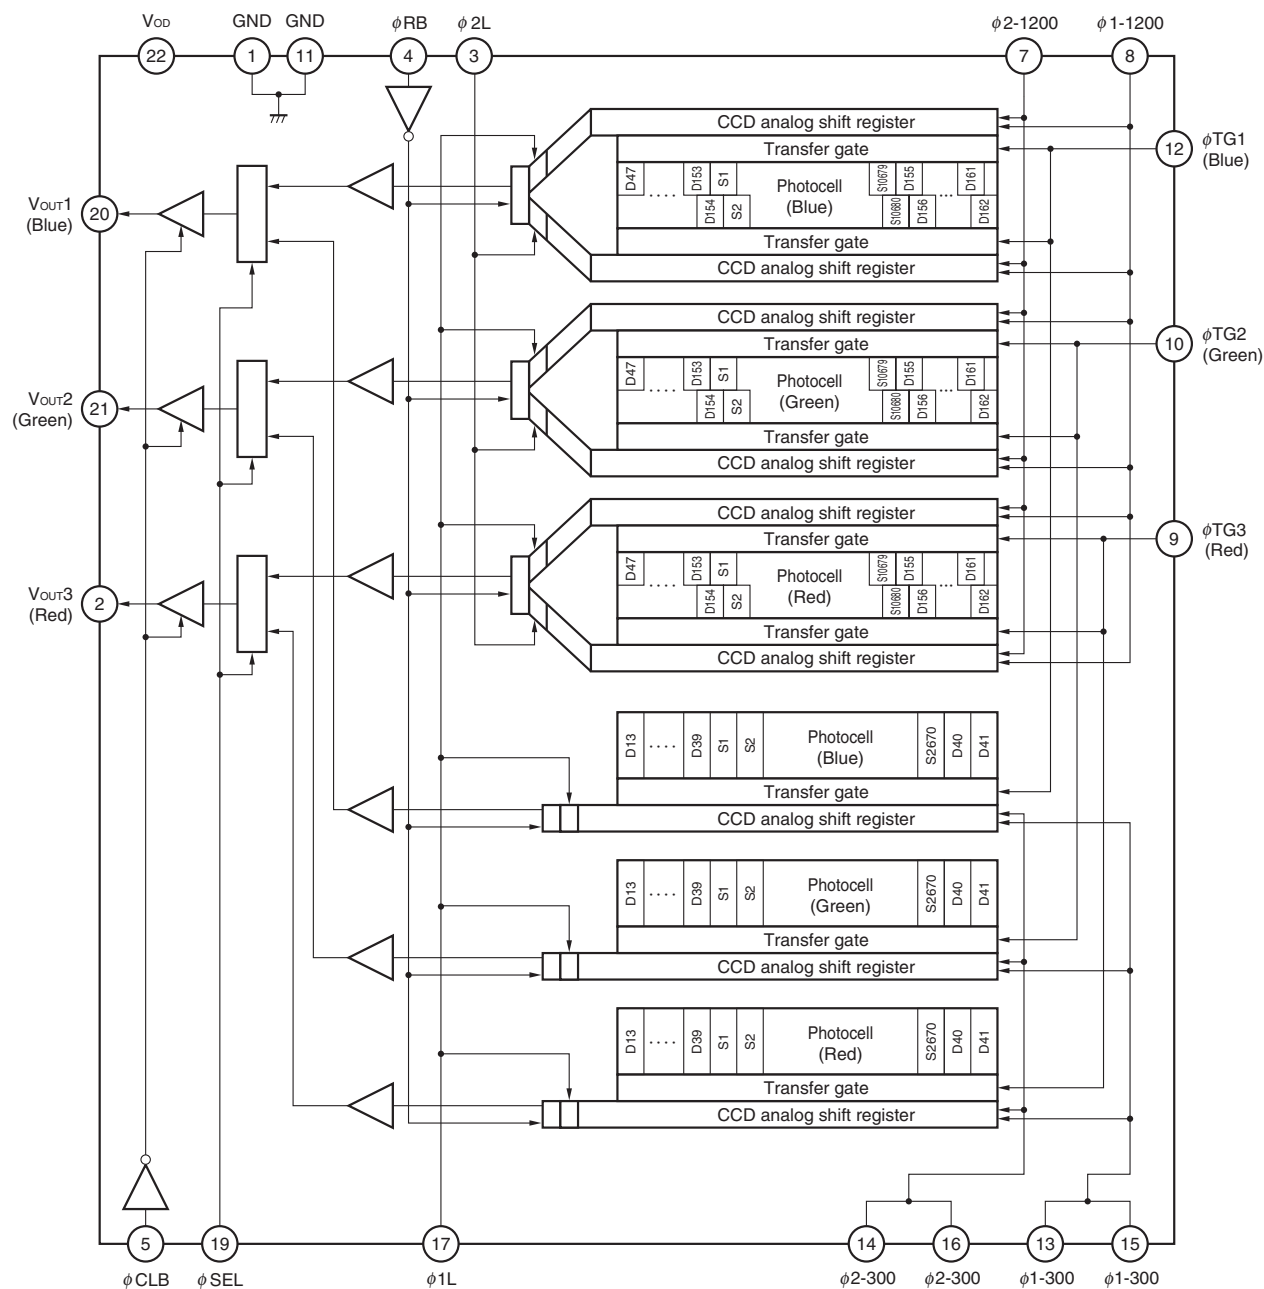 VOD GND GND ϕRB ϕ2L ϕ2-1200 ϕ1-1200
22 1 11 4 3 7 8
CCD analog shift register
Transfer gate
12 ϕTG1
(Blue)
D47 .... D153 S1 Photocell S10679 D155 ... D161
D154 S2 (Blue) S10680 D156 D162
VOUT1
(Blue)
20
Transfer gate
CCD analog shift register
CCD analog shift register
Transfer gate
10 ϕTG2
(Green)
D47 .... D153 S1 Photocell S10679 D155 ... D161
D154 S2 (Green) S10680 D156 D162
VOUT2
(Green)
21
Transfer gate
CCD analog shift register
CCD analog shift register
Transfer gate
9 ϕTG3
(Red)
D47 .... D153 S1 Photocell S10679 D155 ... D161
D154 S2 (Red) S10680 D156 D162
VOUT3
(Red)
2
Transfer gate
CCD analog shift register
D13 .... D39 S1 S2 Photocell S2670 D40 D41
(Blue)
Transfer gate
CCD analog shift register
D13 .... D39 S1 S2 Photocell S2670 D40 D41
(Green)
Transfer gate
CCD analog shift register
D13 .... D39 S1 S2 Photocell S2670 D40 D41
(Red)
Transfer gate
CCD analog shift register
5 19 17 14 16 13 15
ϕCLB ϕSEL ϕ1L ϕ2-300 ϕ2-300 ϕ1-300 ϕ1-300